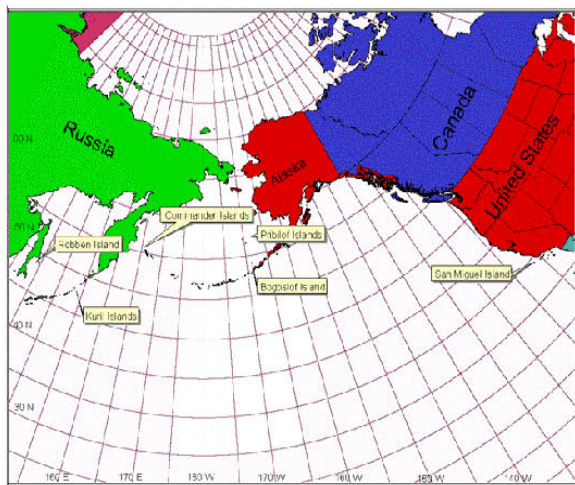 Russia
Canada
United States
Alaska
60 N
Commander Islands
50 N
Robben Island
Pribilof Islands
San Miguel Island
Bogoslof Island
Kuril Islands
40 N
30 N
160 E
170 E
180 W
170 W
160 W
150 W
140 W